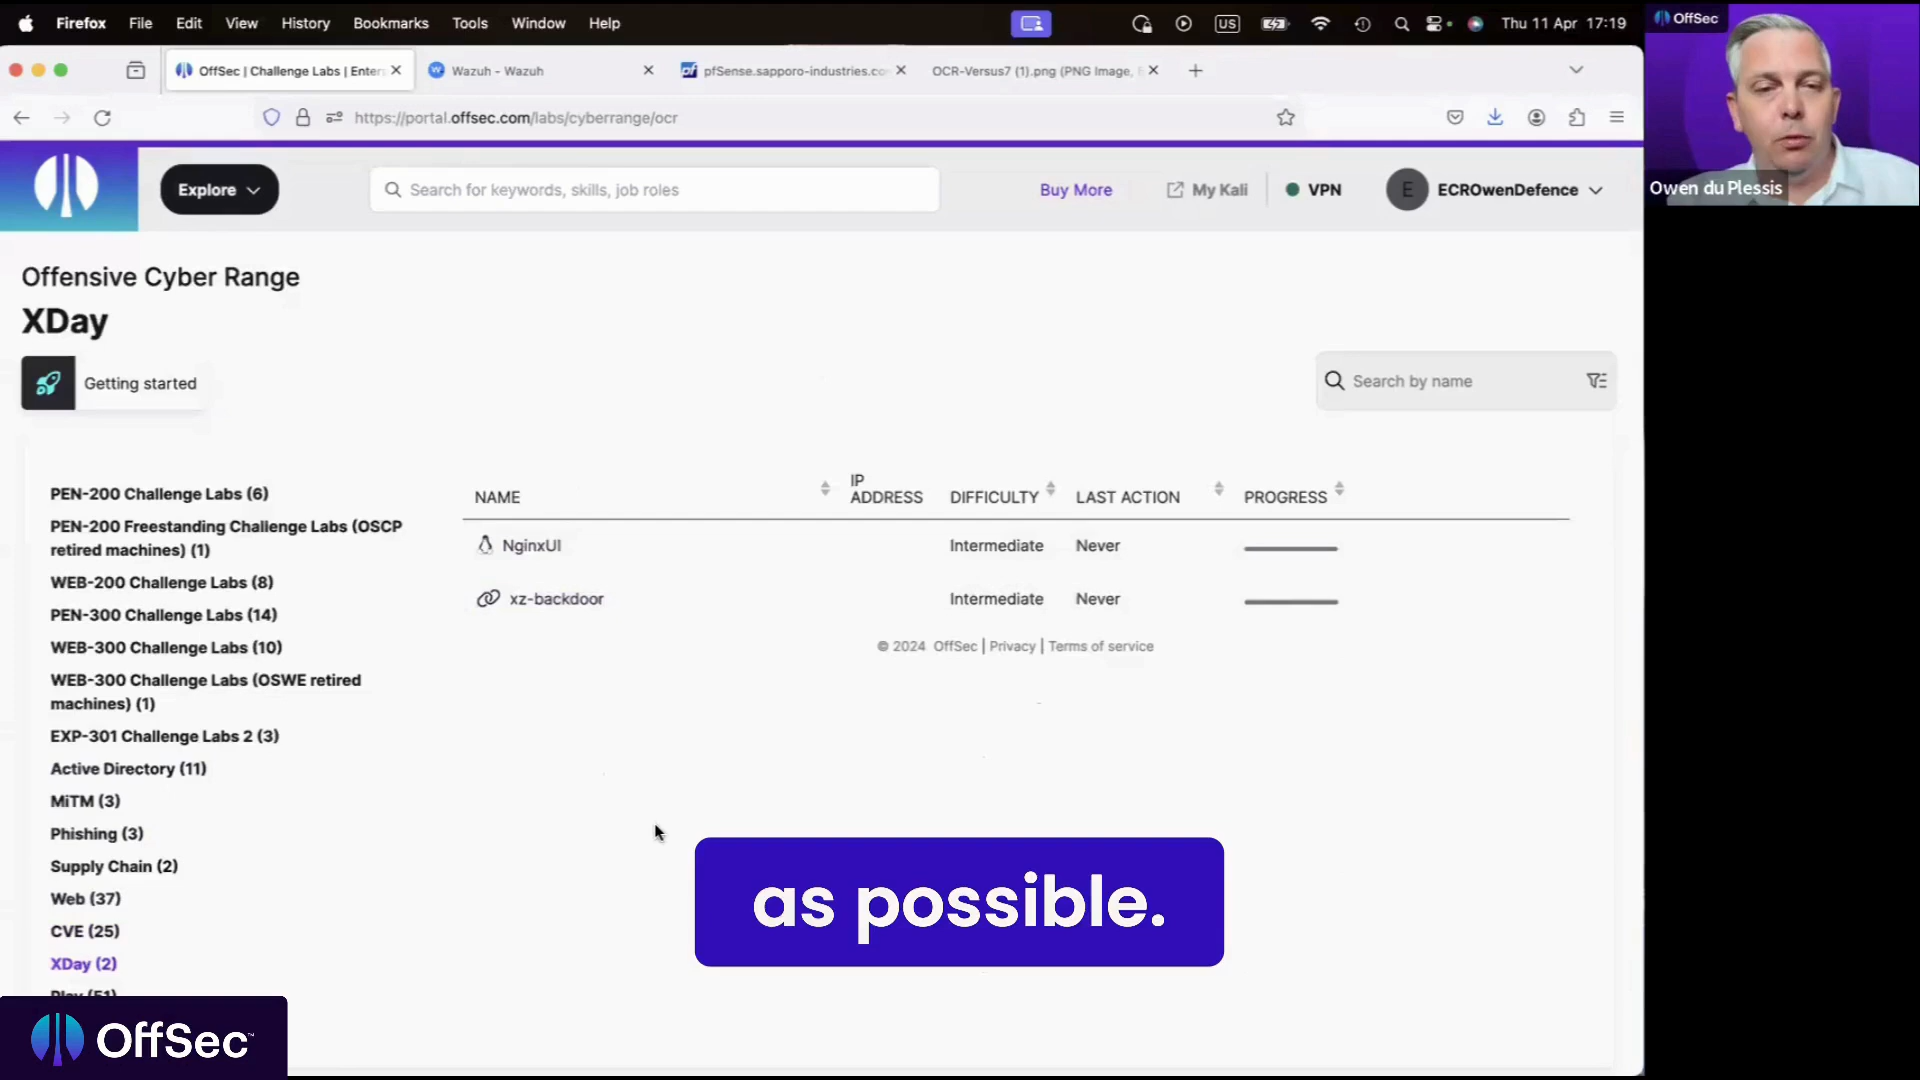 Firefox File Edit View History Bookmarks Tools Window Help US Thu 11 Apr 17:19
OffSec
OffSec | Challenge Labs | Enter
Wazuh - Wazuh
pfSense.sapporo-industries.co
OCR-Versus7 (1).png (PNG Image,
https://portal.offsec.com/labs/cyberrange/ocr
Explore
Search for keywords, skills, job roles
Buy More
My Kali
VPN
E ECROwenDefence
Owen du Plessis
Offensive Cyber Range
XDay
Getting started
Search by name
PEN-200 Challenge Labs (6)
PEN-200 Freestanding Challenge Labs (OSCP
retired machines) (1)
WEB-200 Challenge Labs (8)
PEN-300 Challenge Labs (14)
WEB-300 Challenge Labs (10)
WEB-300 Challenge Labs (OSWE retired
machines) (1)
EXP-301 Challenge Labs 2 (3)
Active Directory (11)
MiTM (3)
Phishing (3)
Supply Chain (2)
Web (37)
CVE (25)
XDay (2)
Play (51)
NAME IP ADDRESS DIFFICULTY LAST ACTION PROGRESS
NginxUI Intermediate Never
xz-backdoor Intermediate Never
© 2024 OffSec | Privacy | Terms of service
as possible.
OffSec™